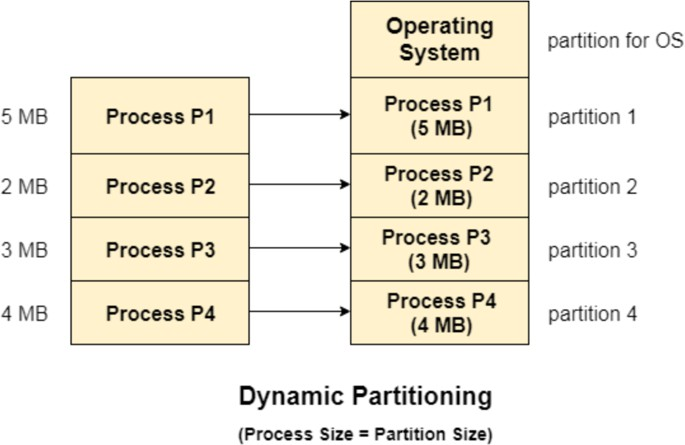 Operating
System
partition for OS
5 MB
Process P1
Process P1
(5 MB)
partition 1
2 MB
Process P2
Process P2
(2 MB)
partition 2
3 MB
Process P3
Process P3
(3 MB)
partition 3
4 MB
Process P4
Process P4
(4 MB)
partition 4
Dynamic Partitioning
(Process Size = Partition Size)